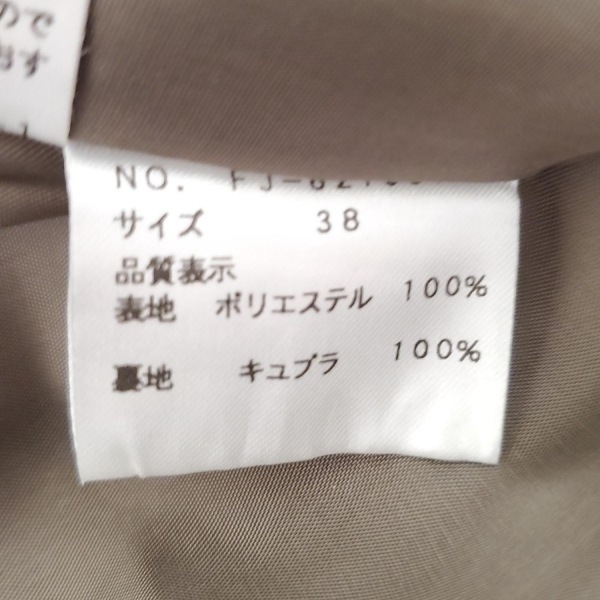 ので
おす
NO.
サイズ 38
品質表示
表地 ポリエステル 100%
裏地 キュプラ 100%